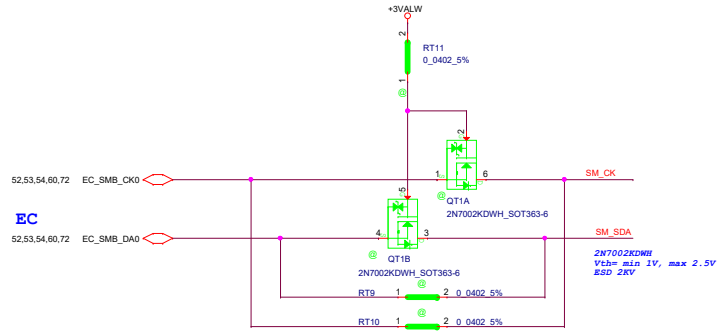 +3VALW
2
RT11
0_0402_5%
1
@
2
52,53,54,60,72 EC_SMB_CK0
1
6
SM_CK
@
QT1A
2N7002KDWH_SOT363-6
5
EC
52,53,54,60,72 EC_SMB_DA0
4
3
SM_SDA
@
QT1B
2N7002KDWH_SOT363-6
2N7002KDWH
Vth= min 1V, max 2.5V
ESD 2KV
@
RT9 1 2 0_0402_5%
@
RT10 1 2 0_0402_5%